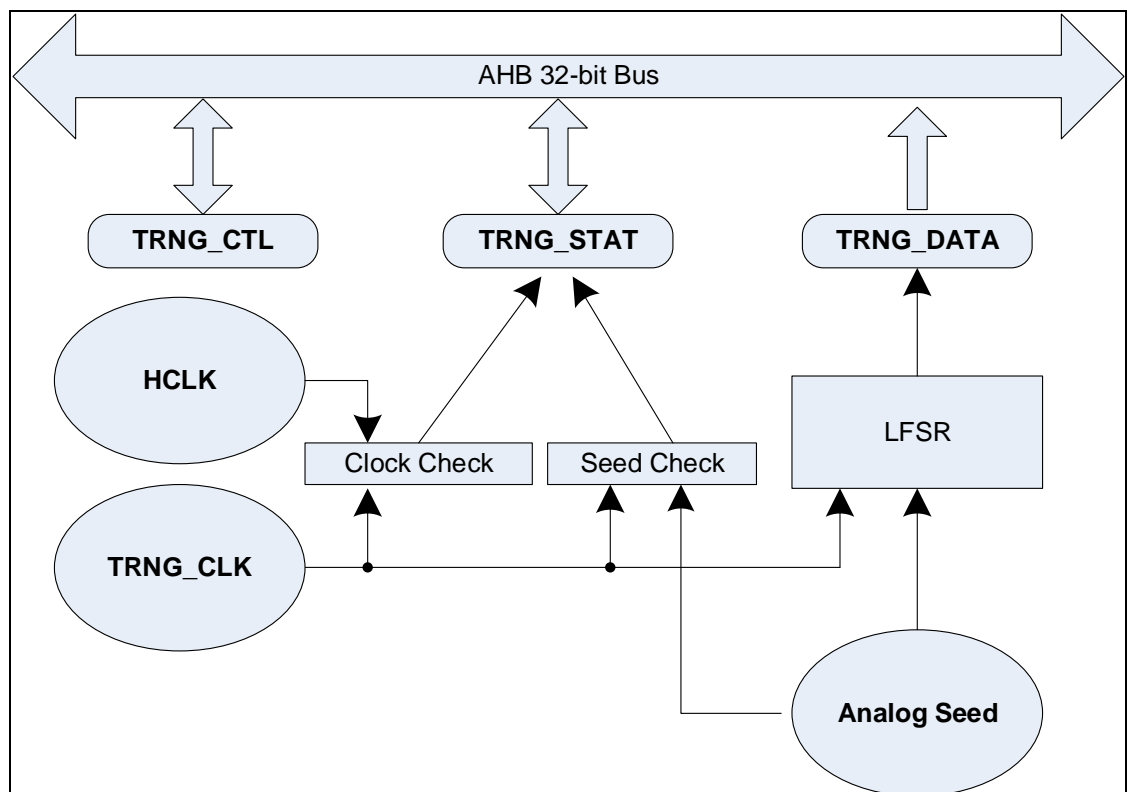 AHB 32-bit Bus
TRNG_CTL
TRNG_STAT
TRNG_DATA
HCLK
LFSR
Clock Check
Seed Check
TRNG_CLK
Analog Seed